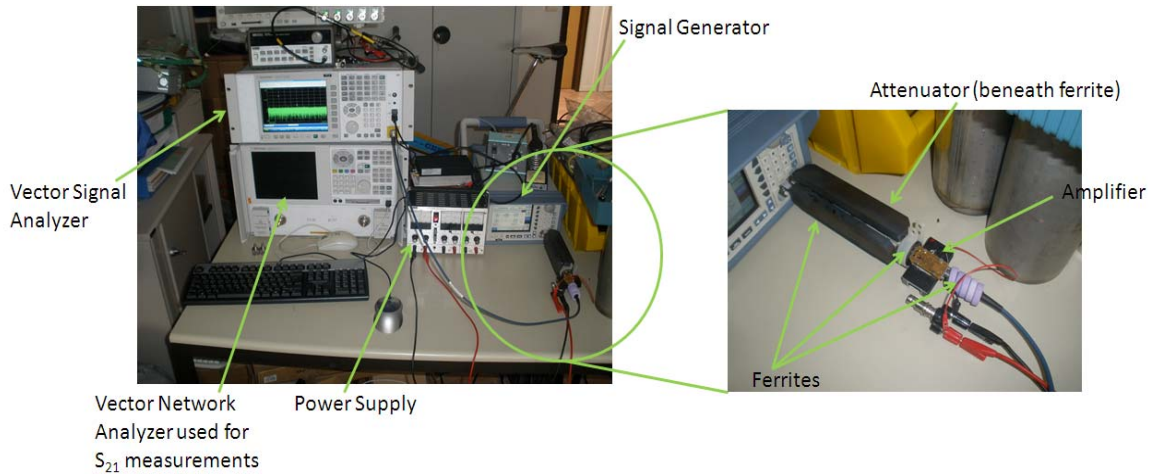 Signal Generator
Attenuator (beneath ferrite)
Vector Signal
Analyzer
Amplifier
Ferrites
Vector Network
Analyzer used for
S21 measurements
Power Supply